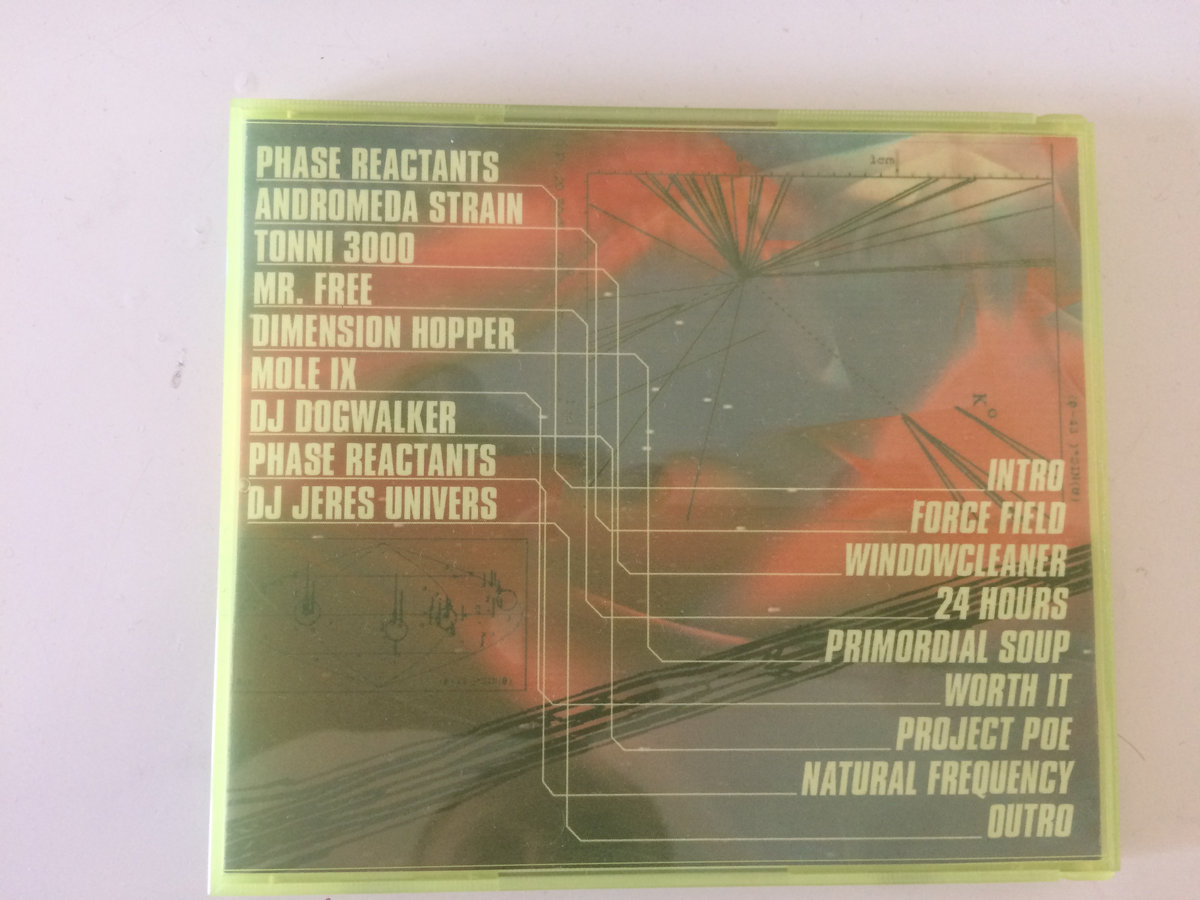 PHASE REACTANTS
ANDROMEDA STRAIN
TONNI 3000
MR. FREE
DIMENSION HOPPER
MOLE IX
DJ DOGWALKER
PHASE REACTANTS
DJ JERES UNIVERS
1cm
K°
INTRO
FORCE FIELD
WINDOWCLEANER
24 HOURS
PRIMORDIAL SOUP
WORTH IT
PROJECT POE
NATURAL FREQUENCY
OUTRO